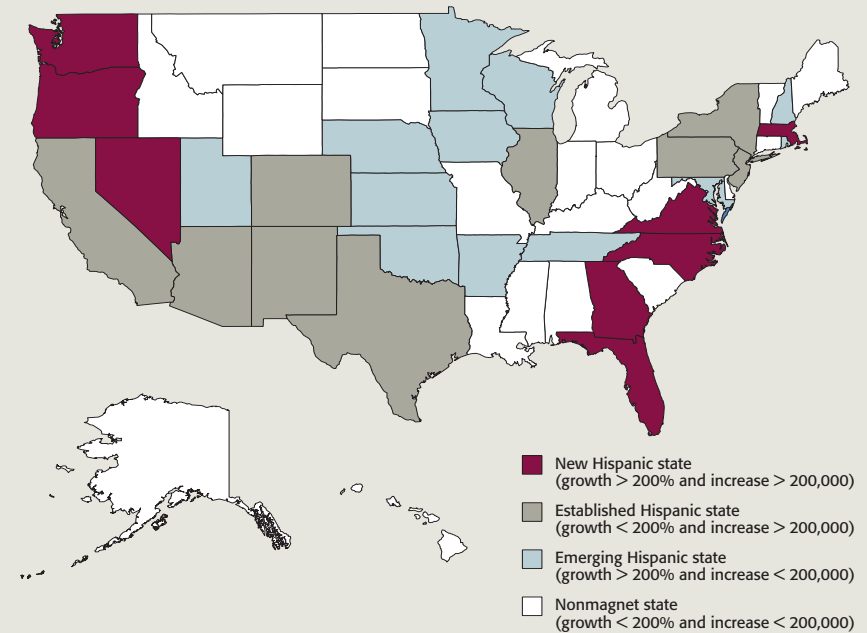 New Hispanic state
(growth > 200% and increase > 200,000)
Established Hispanic state
(growth < 200% and increase > 200,000)
Emerging Hispanic state
(growth > 200% and increase < 200,000)
Nonmagnet state
(growth < 200% and increase < 200,000)